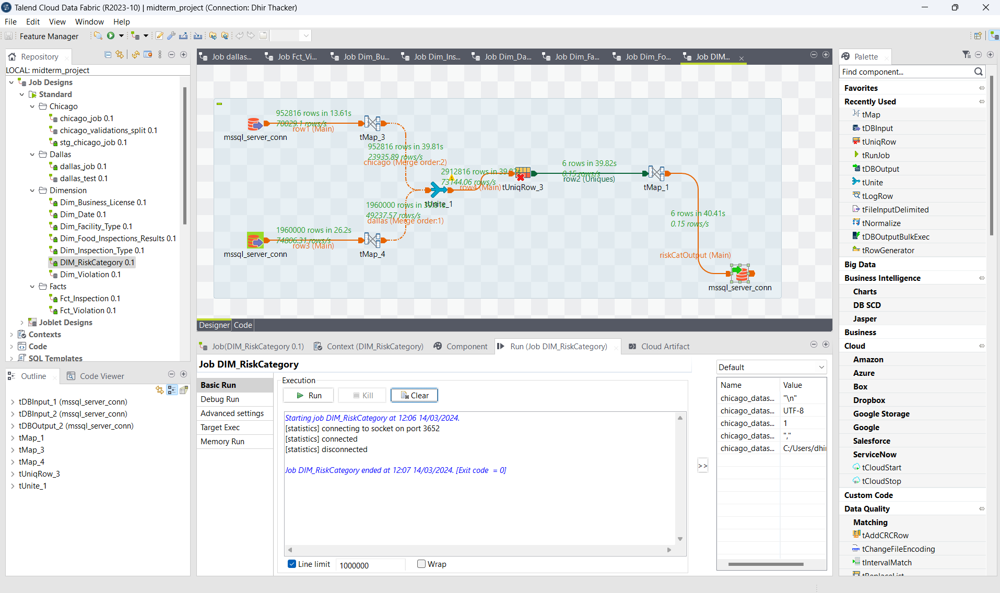 Talend Cloud Data Fabric (R2023-10) | midterm_project (Connection: Dhir Thacker)
File Edit View Window Help
Feature Manager
Repository
LOCAL: midterm_project
Job Designs
Standard
Chicago
chicago_job 0.1
chicago_validations_split 0.1
stg_chicago_job 0.1
Dallas
dallas_job 0.1
dallas_test 0.1
Dimension
Dim_Business_License 0.1
Dim_Date 0.1
Dim_Facility_Type 0.1
Dim_Food_Inspections_Results 0.1
Dim_Inspection_Type 0.1
DIM_RiskCategory 0.1
Dim_Violation 0.1
Facts
Fct_Inspection 0.1
Fct_Violation 0.1
Joblet Designs
Contexts
Code
SQL Templates
Outline
Code Viewer
tDBInput_1 (mssql_server_conn)
tDBInput_2 (mssql_server_conn)
tDBOutput_2 (mssql_server_conn)
tMap_1
tMap_3
tMap_4
tUniqRow_3
tUnite_1
Job dallas...
Job Fct_Vi...
Job Dim_Bu...
Job Dim_Ins...
Job Dim_Da...
Job Dim_Fa...
Job Dim_Fo...
Job DIM...
952816 rows in 13.61s
70029.1 rows/s
row1 (Main)
mssql_server_conn
tMap_3
952816 rows in 39.81s
23935.89 rows/s
chicago (Merge order:2)
2912816 rows in 39.82s
73144.06 rows/s
row4 (Main)
tUniqRow_3
6 rows in 39.82s
0.15 rows/s
row2 (Uniques)
tMap_1
tUnite_1
1960000 rows in 39.81s
49237.57 rows/s
dallas (Merge order:1)
6 rows in 40.41s
0.15 rows/s
1960000 rows in 26.2s
74806.31 rows/s
row3 (Main)
mssql_server_conn
tMap_4
riskCatOutput (Main)
mssql_server_conn
Designer
Code
Job(DIM_RiskCategory 0.1)
Context (DIM_RiskCategory)
Component
Run (Job DIM_RiskCategory)
Cloud Artifact
Job DIM_RiskCategory
Basic Run
Debug Run
Advanced settings
Target Exec
Memory Run
Execution
Run
Kill
Clear
Starting job DIM_RiskCategory at 12:06 14/03/2024.
[statistics] connecting to socket on port 3652
[statistics] connected
[statistics] disconnected
Job DIM_RiskCategory ended at 12:07 14/03/2024. [Exit code = 0]
Line limit
1000000
Wrap
>>
Default
Name Value
chicago_datas... "\n"
chicago_datas... UTF-8
chicago_datas... 1
chicago_datas... ","
chicago_datas... C:/Users/dhi
Palette
Find component...
Favorites
Recently Used
tMap
tDBInput
tUniqRow
tRunJob
tDBOutput
tUnite
tLogRow
tFileInputDelimited
tNormalize
tDBOutputBulkExec
tRowGenerator
Big Data
Business Intelligence
Charts
DB SCD
Jasper
Business
Cloud
Amazon
Azure
Box
Dropbox
Google Storage
Google
Salesforce
ServiceNow
tCloudStart
tCloudStop
Custom Code
Data Quality
Matching
tAddCRCRow
tChangeFileEncoding
tIntervalMatch
tReplaceList